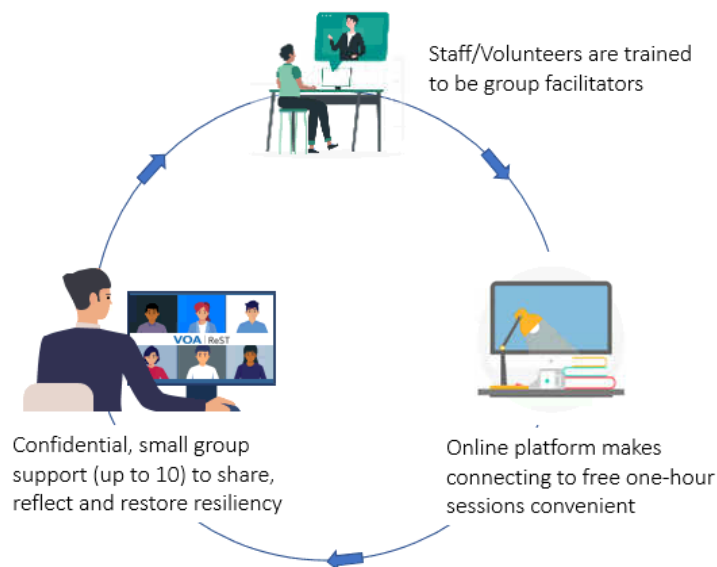 Staff/Volunteers are trained
to be group facilitators
VOA | ReST
Confidential, small group
support (up to 10) to share,
reflect and restore resiliency
Online platform makes
connecting to free one-hour
sessions convenient